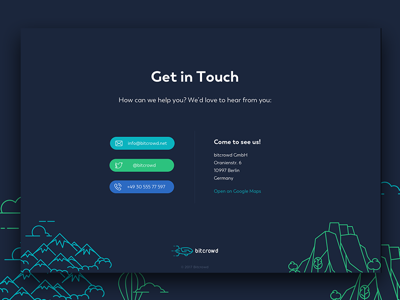 Get in Touch
How can we help you? We'd love to hear from you:
info@bitcrowd.net
@bitcrowd
+49 30 555 77 597
Come to see us!
bitcrowd GmbH
Oranienstr. 6
10997 Berlin
Germany
Open on Google Maps
bitcrowd